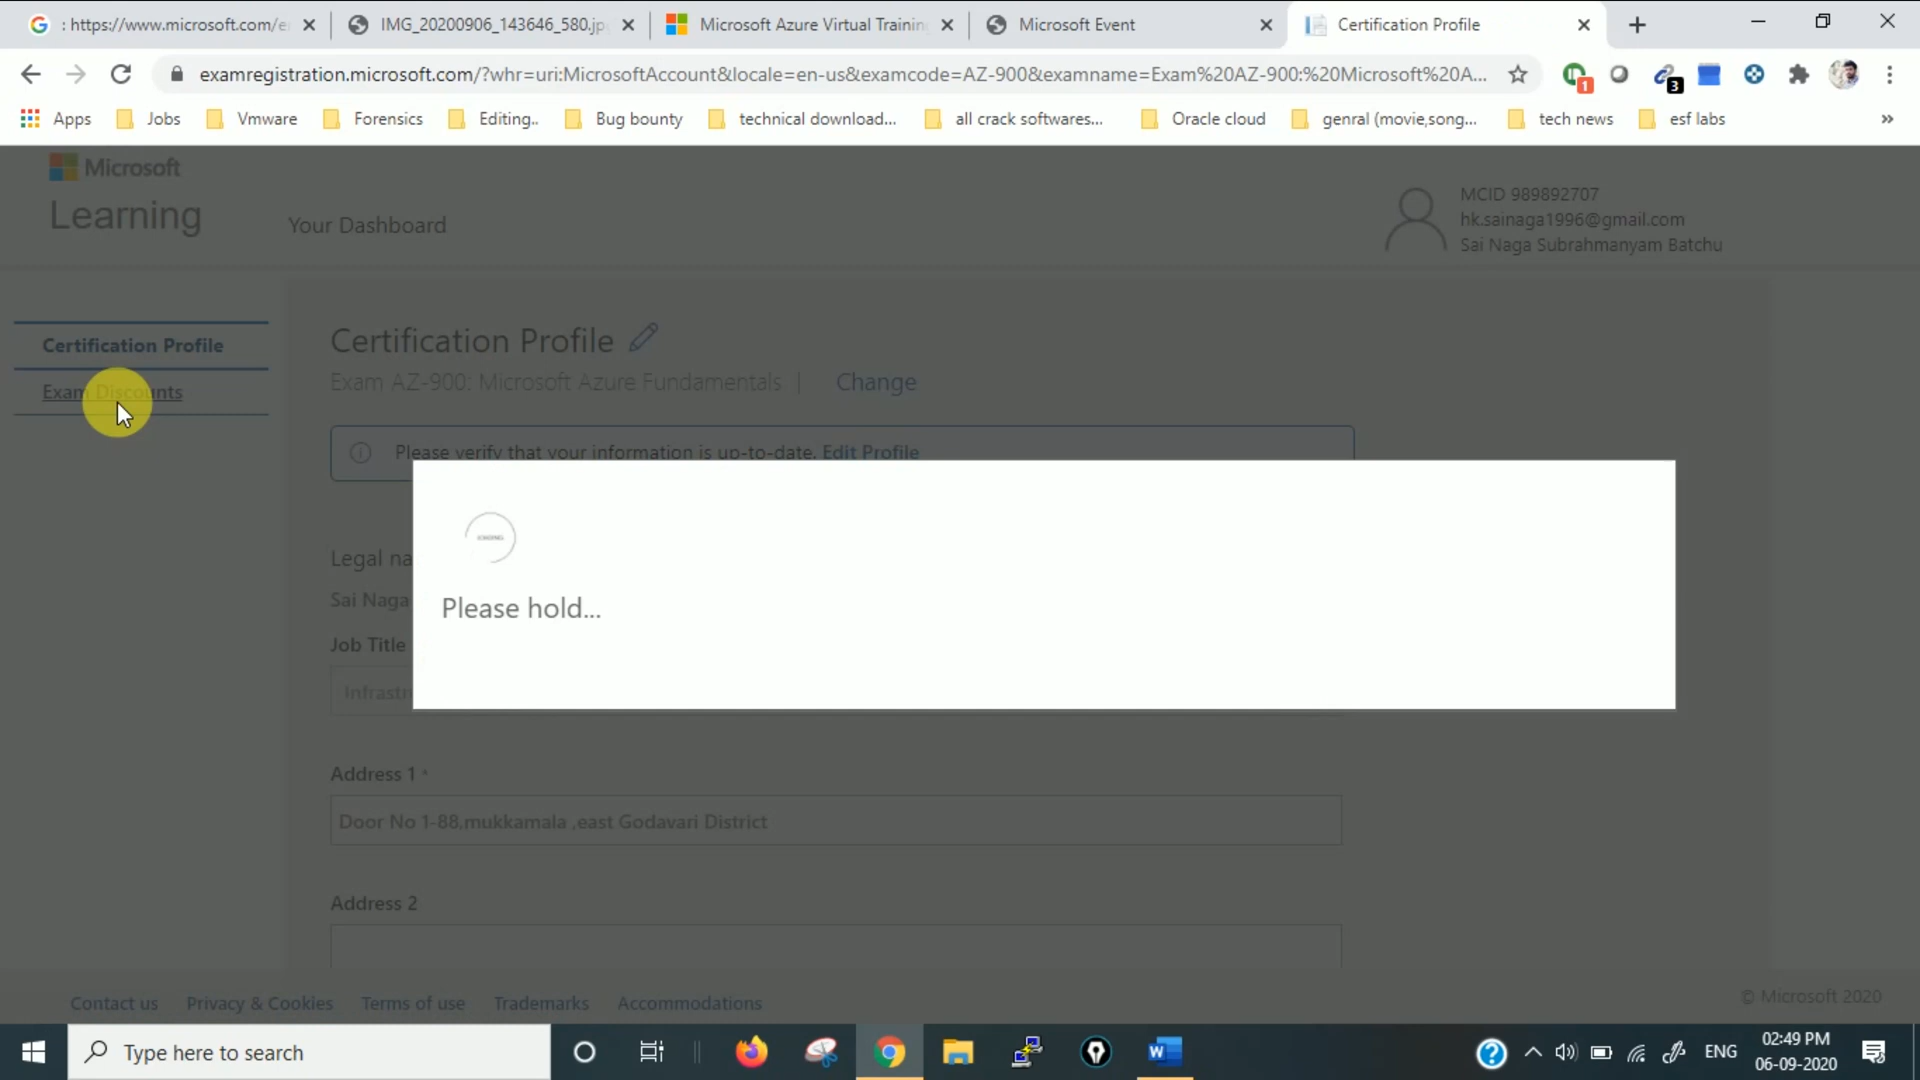 : https://www.microsoft.com/e
IMG_20200906_143646_580.jp
Microsoft Azure Virtual Training
Microsoft Event
Certification Profile
examregistration.microsoft.com/?whr=uri:MicrosoftAccount&locale=en-us&examcode=AZ-900&examname=Exam%20AZ-900:%20Microsoft%20A...
1
3
Apps
Jobs
Vmware
Forensics
Editing..
Bug bounty
technical download...
all crack softwares...
Oracle cloud
genral (movie,song...
tech news
esf labs
»
Microsoft
Learning
Your Dashboard
MCID 989892707
hk.sainaga1996@gmail.com
Sai Naga Subrahmanyam Batchu
Certification Profile
Exam Discounts
Certification Profile
Exam AZ-900: Microsoft Azure Fundamentals | Change
Please verify that your information is up-to-date. Edit Profile
Please hold...
Legal na
Sai Naga
Job Title
Infrastr
Address 1 *
Door No 1-88,mukkamala ,east Godavari District
Address 2
Contact us Privacy & Cookies Terms of use Trademarks Accommodations
© Microsoft 2020
Type here to search
ENG
02:49 PM
06-09-2020